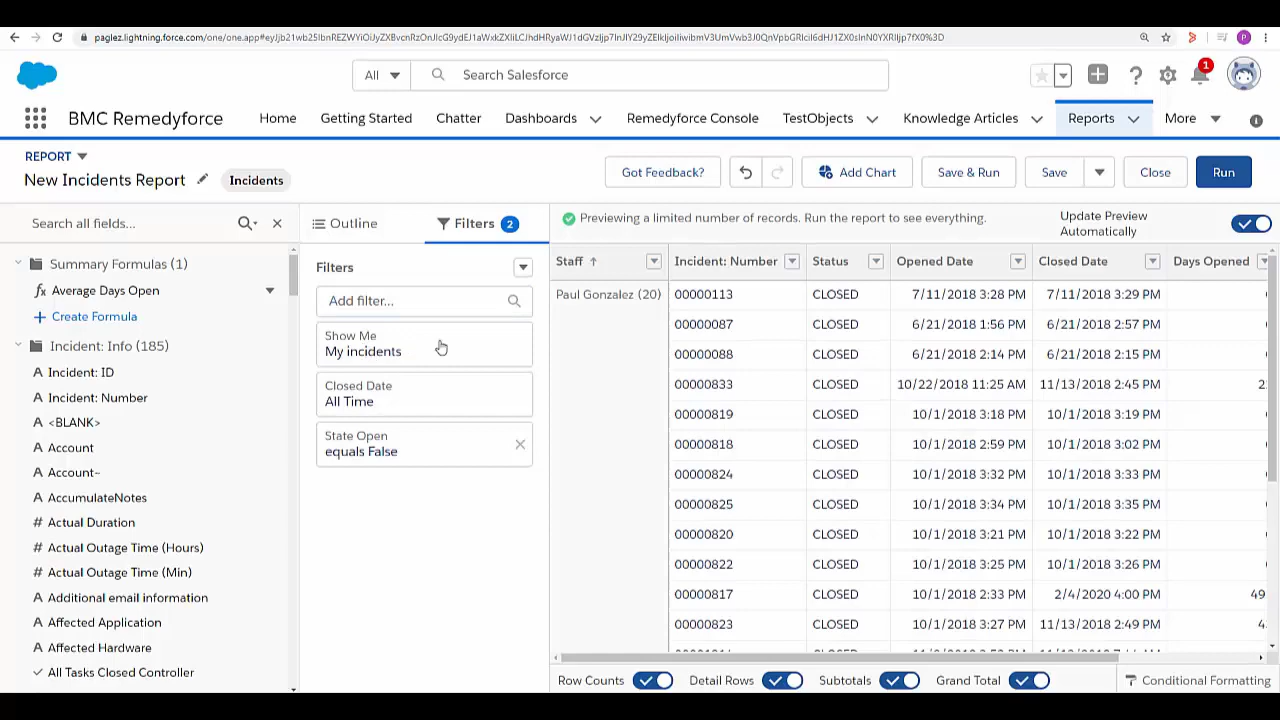 All
Search Salesforce
1
BMC Remedyforce
Home
Getting Started
Chatter
Dashboards
Remedyforce Console
TestObjects
Knowledge Articles
Reports
More
REPORT
New Incidents Report
Incidents
Got Feedback?
Add Chart
Save & Run
Save
Close
Run
Search all fields...
Outline
Filters 2
Previewing a limited number of records. Run the report to see everything.
Update Preview
Automatically
Summary Formulas (1)
fx Average Days Open
+ Create Formula
Incident: Info (185)
A Incident: ID
A Incident: Number
A <BLANK>
A Account
A Account-
A AccumulateNotes
# Actual Duration
# Actual Outage Time (Hours)
# Actual Outage Time (Min)
A Additional email information
A Affected Application
A Affected Hardware
All Tasks Closed Controller
Filters
Add filter...
Show Me
My incidents
Closed Date
All Time
State Open
equals False
Staff ↑ Incident: Number Status Opened Date Closed Date Days Opened
Paul Gonzalez (20) 00000113 CLOSED 7/11/2018 3:28 PM 7/11/2018 3:29 PM
00000087 CLOSED 6/21/2018 1:56 PM 6/21/2018 2:57 PM
00000088 CLOSED 6/21/2018 2:14 PM 6/21/2018 2:15 PM
00000833 CLOSED 10/22/2018 11:25 AM 11/13/2018 2:45 PM 2
00000819 CLOSED 10/1/2018 3:18 PM 10/1/2018 3:19 PM
00000818 CLOSED 10/1/2018 2:59 PM 10/1/2018 3:02 PM
00000824 CLOSED 10/1/2018 3:32 PM 10/1/2018 3:33 PM
00000825 CLOSED 10/1/2018 3:34 PM 10/1/2018 3:35 PM
00000820 CLOSED 10/1/2018 3:21 PM 10/1/2018 3:22 PM
00000822 CLOSED 10/1/2018 3:25 PM 10/1/2018 3:26 PM
00000817 CLOSED 10/1/2018 2:33 PM 2/4/2020 4:00 PM 49
00000823 CLOSED 10/1/2018 3:27 PM 11/13/2018 2:49 PM 4
Row Counts
Detail Rows
Subtotals
Grand Total
Conditional Formatting